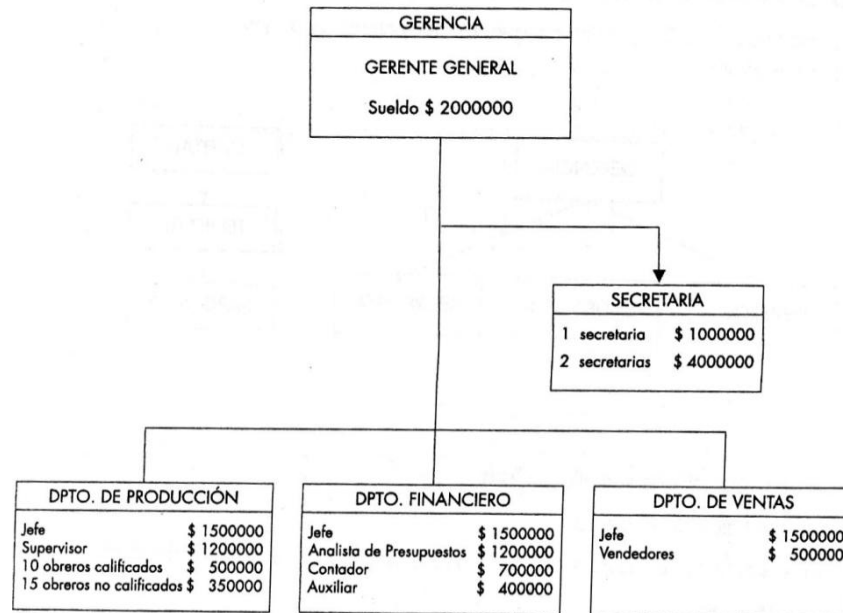 GERENCIA
GERENTE GENERAL
Sueldo $ 2000000
SECRETARIA
1 secretaria $ 1000000
2 secretarias $ 4000000
DPTO. DE PRODUCCIÓN
Jefe $ 1500000
Supervisor $ 1200000
10 obreros calificados $ 500000
15 obreros no calificados $ 350000
DPTO. FINANCIERO
Jefe $ 1500000
Analista de Presupuestos $ 1200000
Contador $ 700000
Auxiliar $ 400000
DPTO. DE VENTAS
Jefe $ 1500000
Vendedores $ 500000